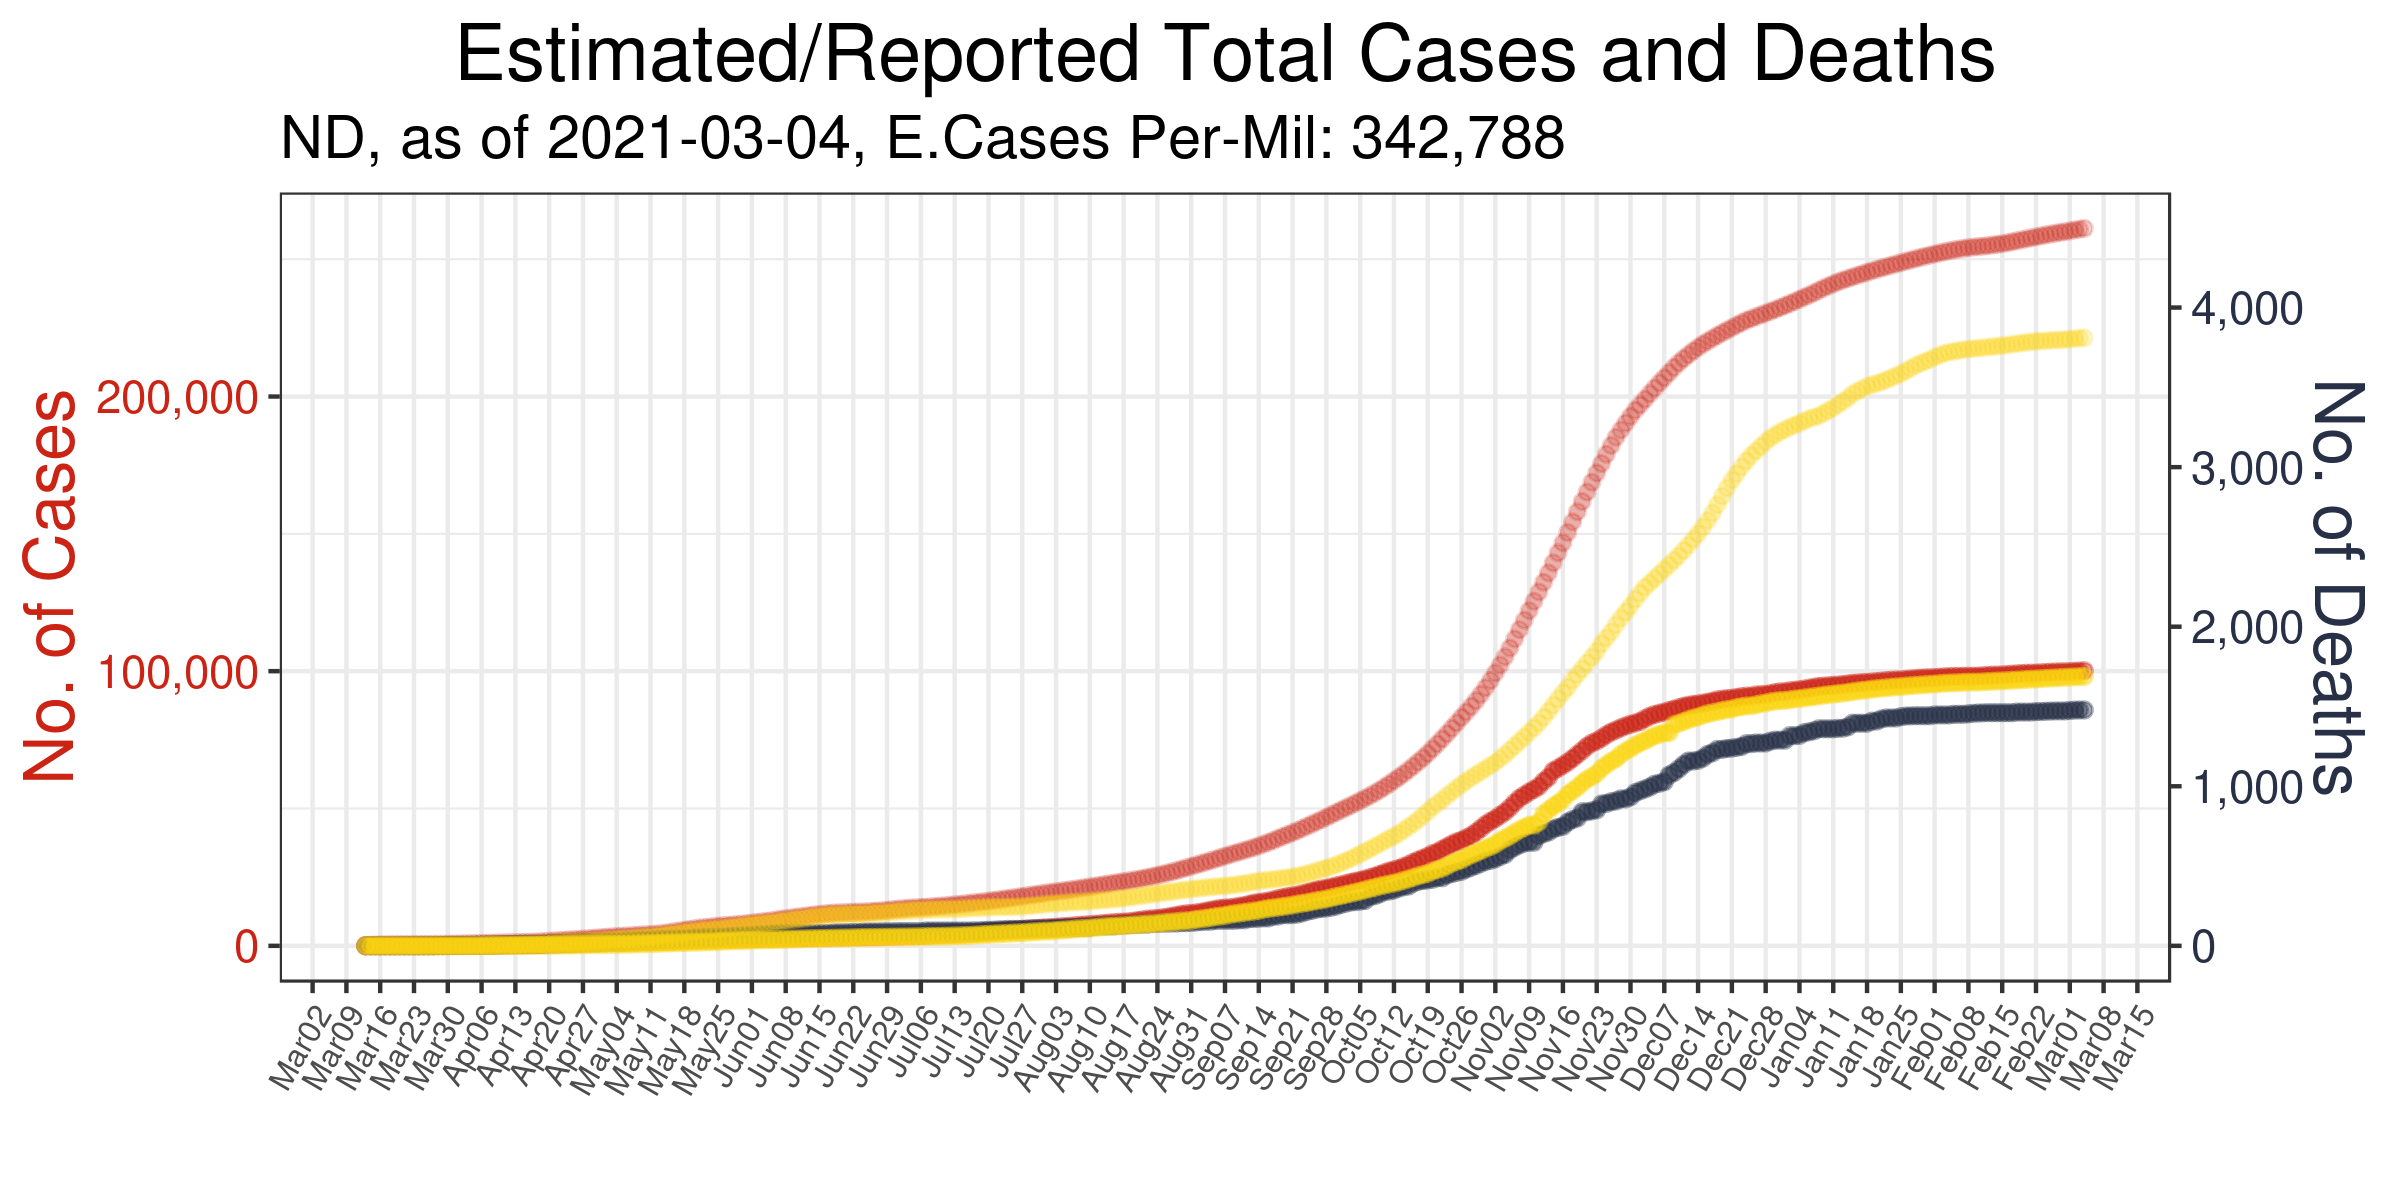 Estimated/Reported Total Cases and Deaths
ND, as of 2021-03-04, E.Cases Per-Mil: 342,788
No. of Cases
200,000
100,000
0
4,000
3,000
2,000
1,000
0
No. of Deaths
Mar02
Mar09
Mar16
Mar23
Mar30
Apr06
Apr13
Apr20
Apr27
May04
May11
May18
May25
Jun01
Jun08
Jun15
Jun22
Jun29
Jul06
Jul13
Jul20
Jul27
Aug03
Aug10
Aug17
Aug24
Aug31
Sep07
Sep14
Sep21
Sep28
Oct05
Oct12
Oct19
Oct26
Nov02
Nov09
Nov16
Nov23
Nov30
Dec07
Dec14
Dec21
Dec28
Jan04
Jan11
Jan18
Jan25
Feb01
Feb08
Feb15
Feb22
Mar01
Mar08
Mar15